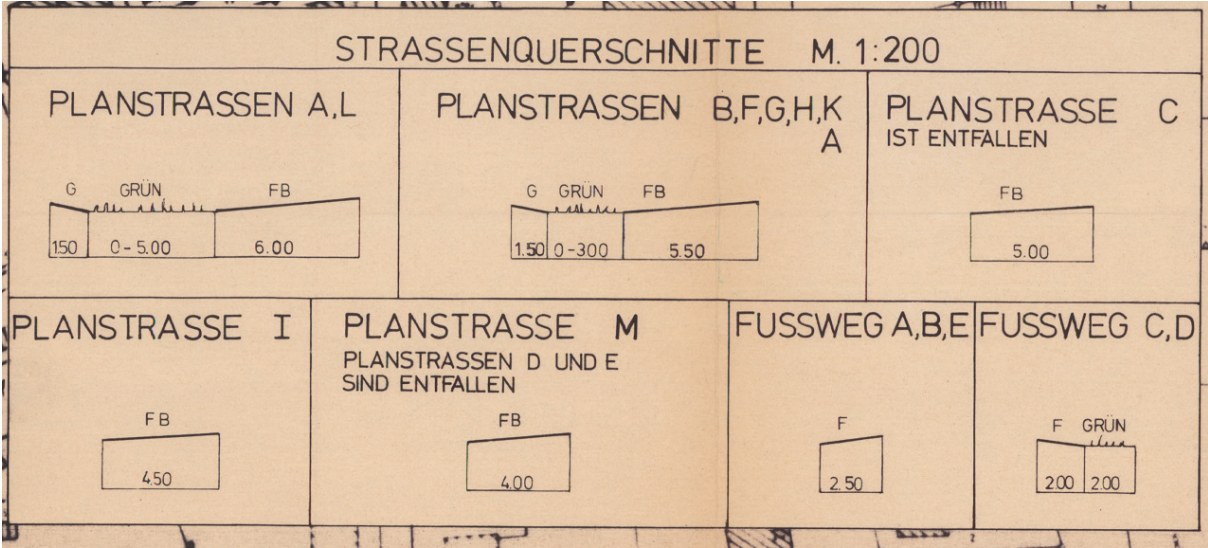 STRASSENQUERSCHNITTE M. 1:200
PLANSTRASSEN A,L
G GRÜN FB
1.50 0-5.00 6.00
PLANSTRASSEN B,F,G,H,K
A
G GRÜN FB
1.50 0-300 5.50
PLANSTRASSE C
IST ENTFALLEN
FB
5.00
PLANSTRASSE I
FB
4.50
PLANSTRASSE M
PLANSTRASSEN D UND E
SIND ENTFALLEN
FB
4.00
FUSSWEG A,B,E
F
2.50
FUSSWEG C,D
F GRÜN
2.00 2.00